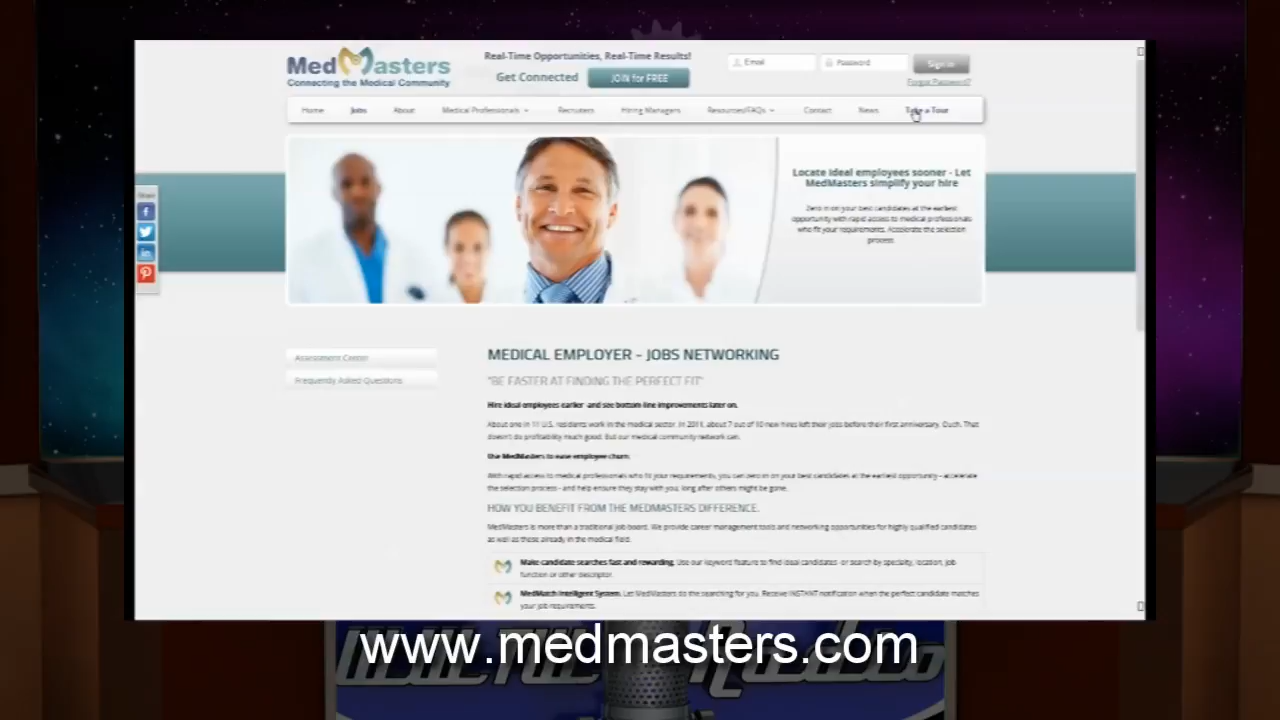 MedMasters
Connecting the Medical Community
Real-Time Opportunities, Real-Time Results!
Get Connected
JOIN for FREE
Email
Password
Sign in
Forgot Password?
Home
Jobs
About
Medical Professionals
Recruiters
Hiring Managers
Resources/FAQs
Contact
News
Take a Tour
Share
Locate ideal employees sooner - Let
MedMasters simplify your hire
Zero in on your best candidates at the earliest
opportunity with rapid access to medical professionals
who fit your requirements. Accelerate the selection
process.
Assessment Center
Frequently Asked Questions
MEDICAL EMPLOYER - JOBS NETWORKING
"BE FASTER AT FINDING THE PERFECT FIT"
Hire ideal employees earlier- and see bottom-line improvements later on.
About one in 11 U.S. residents work in the medical sector. In 2011, about 7 out of 10 new hires left their jobs before their first anniversary. Ouch. That
doesn't do profitability much good. But our medical community network can.
Use MedMasters to ease employee churn.
With rapid access to medical professionals who fit your requirements, you can zero in on your best candidates at the earliest opportunity - accelerate
the selection process - and help ensure they stay with you, long after others might be gone.
HOW YOU BENEFIT FROM THE MEDMASTERS DIFFERENCE.
MedMasters is more than a traditional job board. We provide career management tools and networking opportunities for highly qualified candidates
as well as those already in the medical field.
Make candidate searches fast and rewarding. Use our keyword feature to find ideal candidates- or search by specialty, location, job
function or other descriptor.
MedMatch Intelligent System. Let MedMasters do the searching for you. Receive INSTANT notification when the perfect candidate matches
your job requirements.
www.medmasters.com